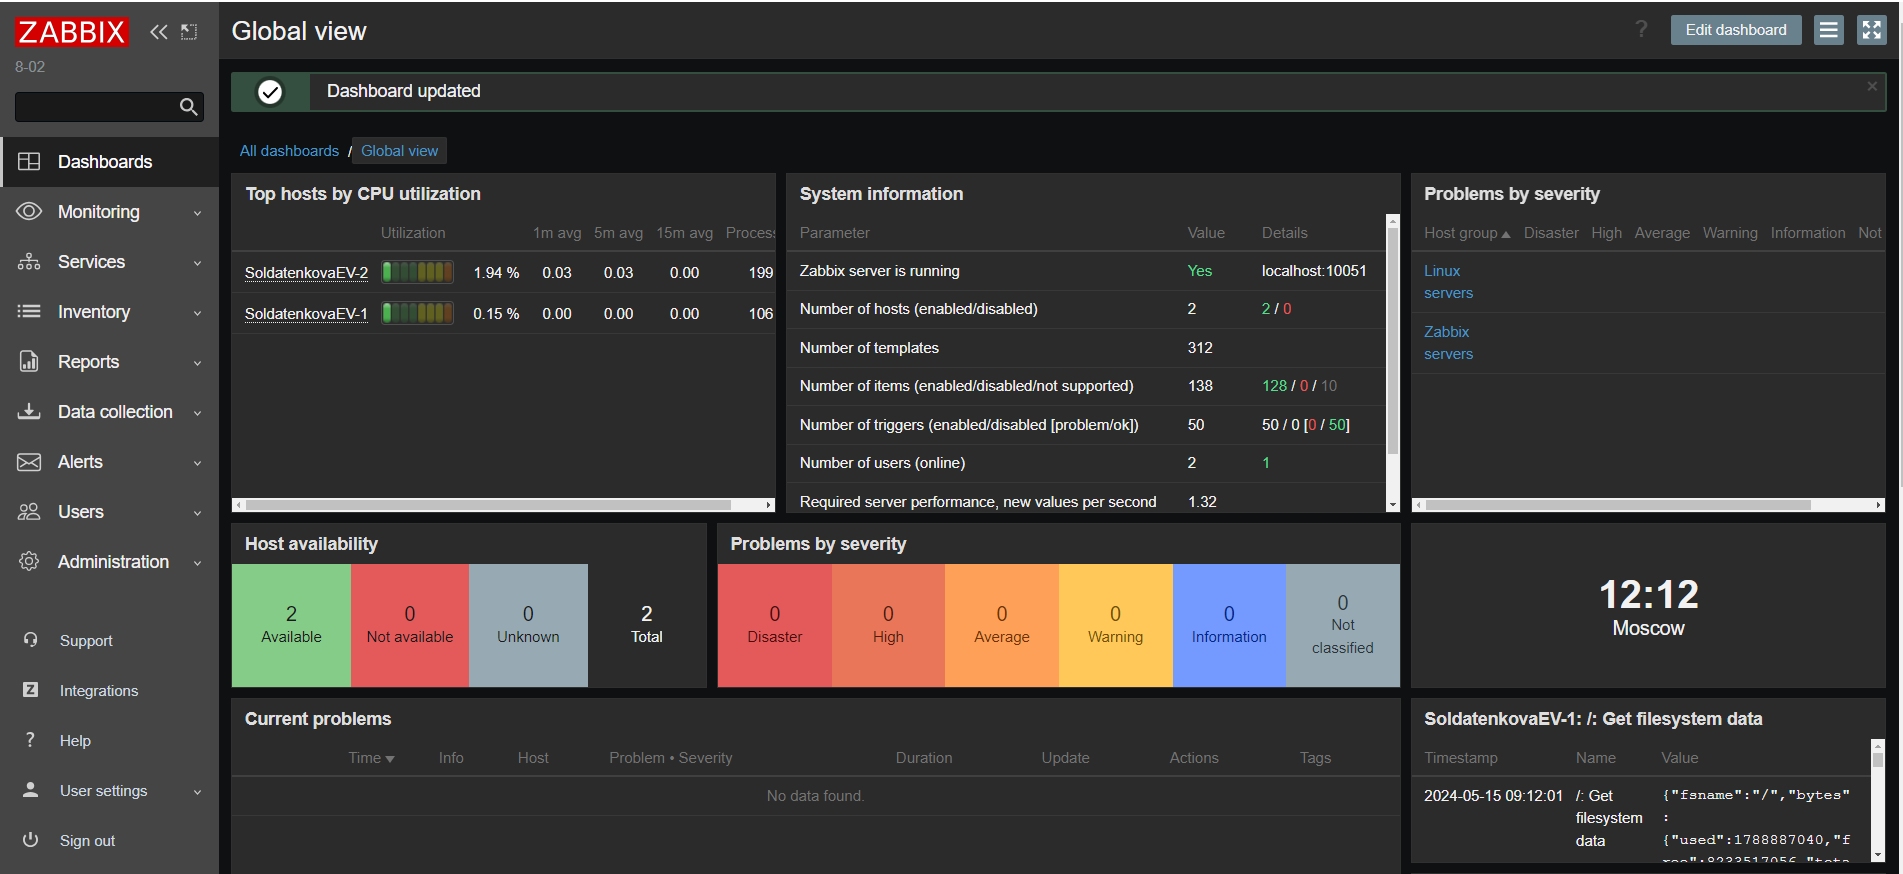 ZABBIX
8-02
Dashboards
Monitoring
Services
Inventory
Reports
Data collection
Alerts
Users
Administration
Support
Integrations
Help
User settings
Sign out
Global view
? Edit dashboard
Dashboard updated
All dashboards / Global view
Top hosts by CPU utilization
Utilization 1m avg 5m avg 15m avg Process
SoldatenkovaEV-2 1.94 % 0.03 0.03 0.00 199
SoldatenkovaEV-1 0.15 % 0.00 0.00 0.00 106
System information
Parameter Value Details
Zabbix server is running Yes localhost:10051
Number of hosts (enabled/disabled) 2 2 / 0
Number of templates 312
Number of items (enabled/disabled/not supported) 138 128 / 0 / 10
Number of triggers (enabled/disabled [problem/ok]) 50 50 / 0 [0 / 50]
Number of users (online) 2 1
Required server performance, new values per second 1.32
Problems by severity
Host group Disaster High Average Warning Information Not
Linux
servers
Zabbix
servers
Host availability
2 Available
0 Not available
0 Unknown
2 Total
Problems by severity
0 Disaster
0 High
0 Average
0 Warning
0 Information
0 Not
classified
12:12
Moscow
Current problems
Time Info Host Problem • Severity Duration Update Actions Tags
No data found.
SoldatenkovaEV-1: /: Get filesystem data
Timestamp Name Value
2024-05-15 09:12:01 /: Get {"fsname":"/","bytes"
filesystem :
data {"used":1788887040,"f
ree":8233517056,"tota